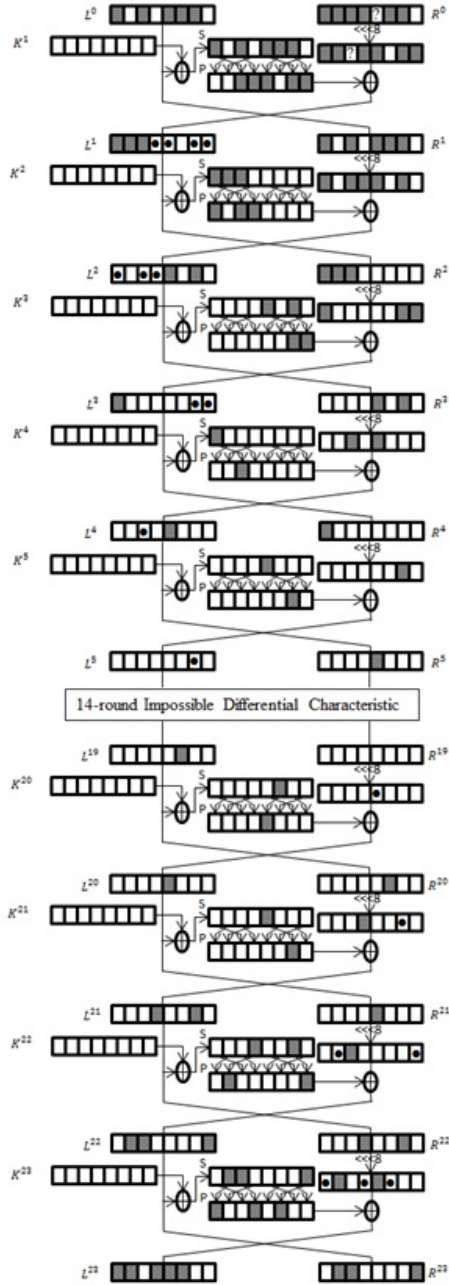 L⁰ R⁰
?
<<<8
K¹ S ?
P
L¹ R¹
<<<8
K² S
P
L² R²
<<<8
K³ S
P
L³ R³
<<<8
K⁴ S
P
L⁴ R⁴
<<<8
K⁵ S
P
L⁵ R⁵
14-round Impossible Differential Characteristic
L¹⁹ R¹⁹
<<<8
K²⁰ S
P
L²⁰ R²⁰
<<<8
K²¹ S
P
L²¹ R²¹
<<<8
K²² S
P
L²² R²²
<<<8
K²³ S
P
L²³ R²³